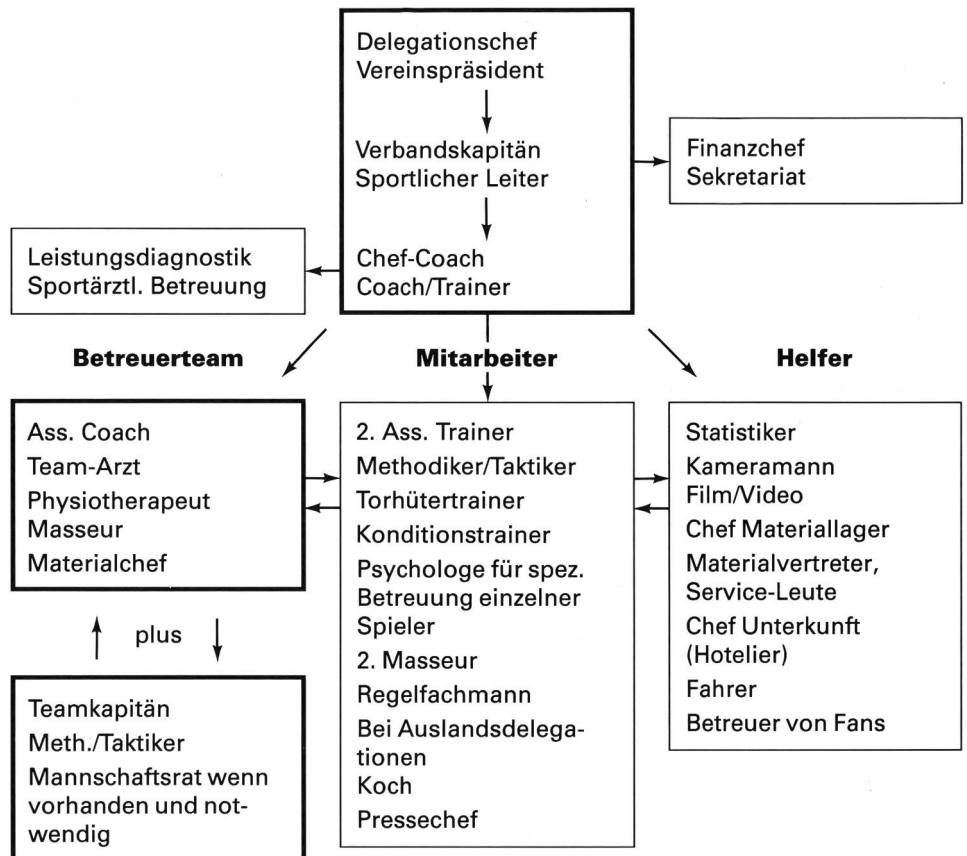 Delegationschef
Vereinspräsident
Verbandskapitän
Sportlicher Leiter
Finanzchef
Sekretariat
Leistungsdiagnostik
Sportärztl. Betreuung
Chef-Coach
Coach/Trainer
Betreuerteam
Mitarbeiter
Helfer
Ass. Coach
Team-Arzt
Physiotherapeut
Masseur
Materialchef
plus
Teamkapitän
Meth./Taktiker
Mannschaftsrat wenn
vorhanden und not-
wendig
2. Ass. Trainer
Methodiker/Taktiker
Torhütertrainer
Konditionstrainer
Psychologe für spez.
Betreuung einzelner
Spieler
2. Masseur
Regelfachmann
Bei Auslandsdelega-
tionen
Koch
Pressechef
Statistiker
Kameramann
Film/Video
Chef Materiallager
Materialvertreter,
Service-Leute
Chef Unterkunft
(Hotelier)
Fahrer
Betreuer von Fans